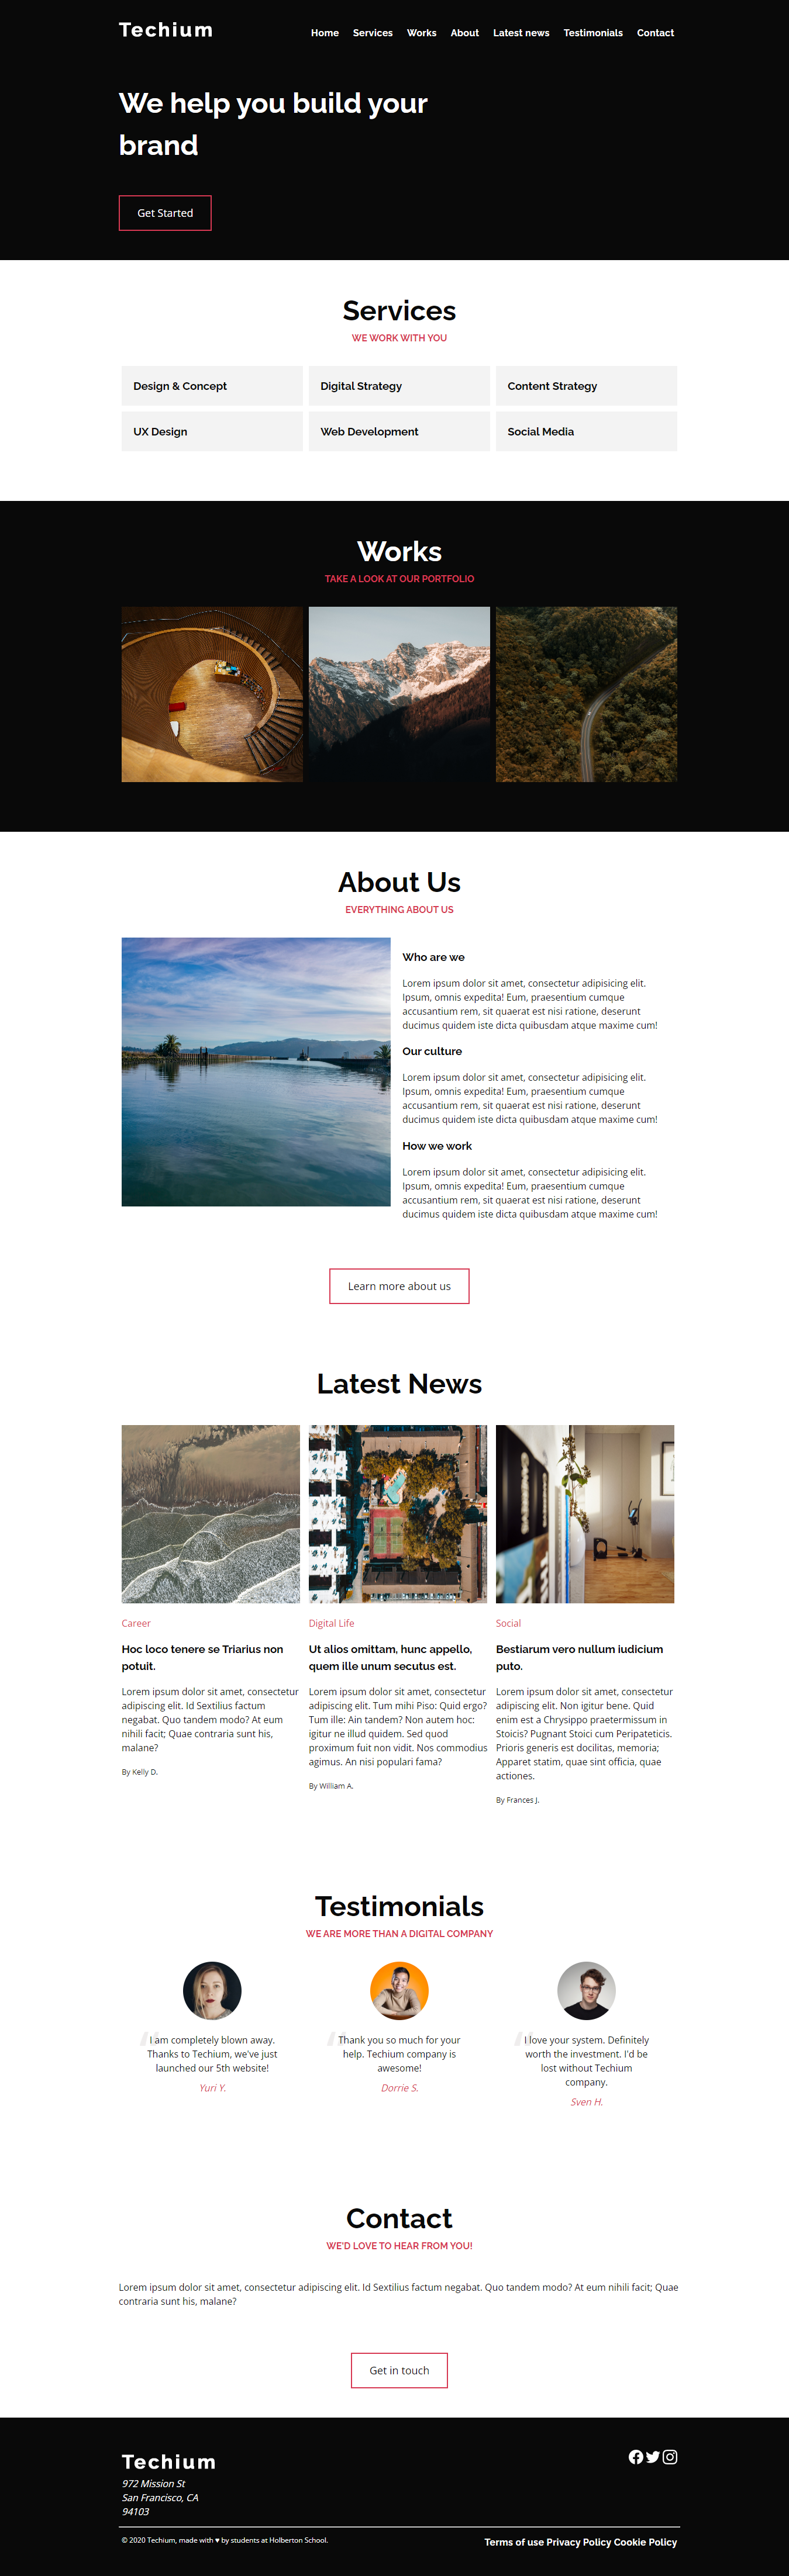 Techium
Home Services Works About Latest news Testimonials Contact
We help you build your
brand
Get Started
Services
WE WORK WITH YOU
Design & Concept
Digital Strategy
Content Strategy
UX Design
Web Development
Social Media
Works
TAKE A LOOK AT OUR PORTFOLIO
About Us
EVERYTHING ABOUT US
Who are we
Lorem ipsum dolor sit amet, consectetur adipisicing elit.
Ipsum, omnis expedita! Eum, praesentium cumque
accusantium rem, sit quaerat est nisi ratione, deserunt
ducimus quidem iste dicta quibusdam atque maxime cum!
Our culture
Lorem ipsum dolor sit amet, consectetur adipisicing elit.
Ipsum, omnis expedita! Eum, praesentium cumque
accusantium rem, sit quaerat est nisi ratione, deserunt
ducimus quidem iste dicta quibusdam atque maxime cum!
How we work
Lorem ipsum dolor sit amet, consectetur adipisicing elit.
Ipsum, omnis expedita! Eum, praesentium cumque
accusantium rem, sit quaerat est nisi ratione, deserunt
ducimus quidem iste dicta quibusdam atque maxime cum!
Learn more about us
Latest News
Career
Hoc loco tenere se Triarius non
potuit.
Lorem ipsum dolor sit amet, consectetur
adipiscing elit. Id Sextilius factum
negabat. Quo tandem modo? At eum
nihili facit; Quae contraria sunt his,
malane?
By Kelly D.
Digital Life
Ut alios omittam, hunc appello,
quem ille unum secutus est.
Lorem ipsum dolor sit amet, consectetur
adipiscing elit. Tum mihi Piso: Quid ergo?
Tum ille: Ain tandem? Non autem hoc:
igitur ne illud quidem. Sed quod
proximum fuit non vidit. Nos commodius
agimus. An nisi populari fama?
By William A.
Social
Bestiarum vero nullum iudicium
puto.
Lorem ipsum dolor sit amet, consectetur
adipiscing elit. Non igitur bene. Quid
enim est a Chrysippo praetermissum in
Stoicis? Pugnant Stoici cum Peripateticis.
Prioris generis est docilitas, memoria;
Apparet statim, quae sint officia, quae
actiones.
By Frances J.
Testimonials
WE ARE MORE THAN A DIGITAL COMPANY
I am completely blown away.
Thanks to Techium, we've just
launched our 5th website!
Yuri Y.
Thank you so much for your
help. Techium company is
awesome!
Dorrie S.
I love your system. Definitely
worth the investment. I'd be
lost without Techium
company.
Sven H.
Contact
WE'D LOVE TO HEAR FROM YOU!
Lorem ipsum dolor sit amet, consectetur adipiscing elit. Id Sextilius factum negabat. Quo tandem modo? At eum nihili facit; Quae
contraria sunt his, malane?
Get in touch
Techium
972 Mission St
San Francisco, CA
94103
© 2020 Techium, made with ♥ by students at Holberton School.
Terms of use Privacy Policy Cookie Policy